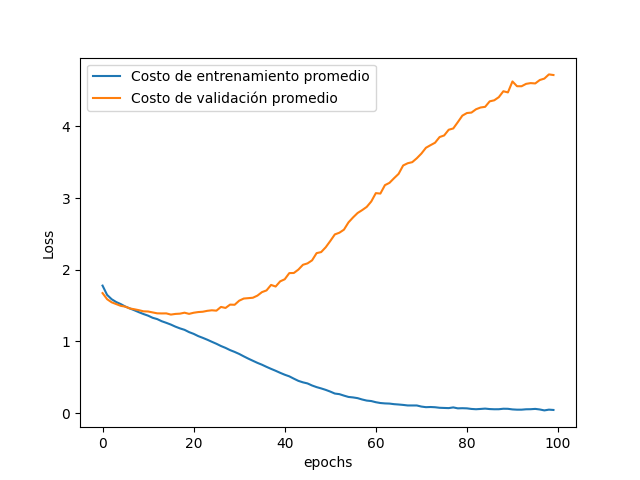 Costo de entrenamiento promedio
Costo de validación promedio
Loss
4
3
2
1
0
0 20 40 60 80 100
epochs